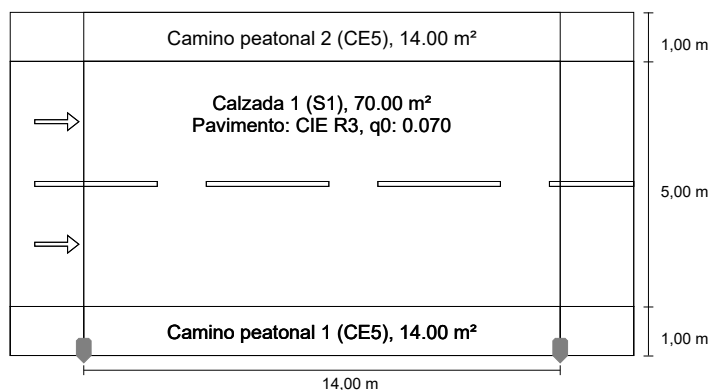 Camino peatonal 2 (CE5), 14.00 m²
1,00 m
Calzada 1 (S1), 70.00 m²
Pavimento: CIE R3, q0: 0.070
5,00 m
Camino peatonal 1 (CE5), 14.00 m²
1,00 m
14,00 m